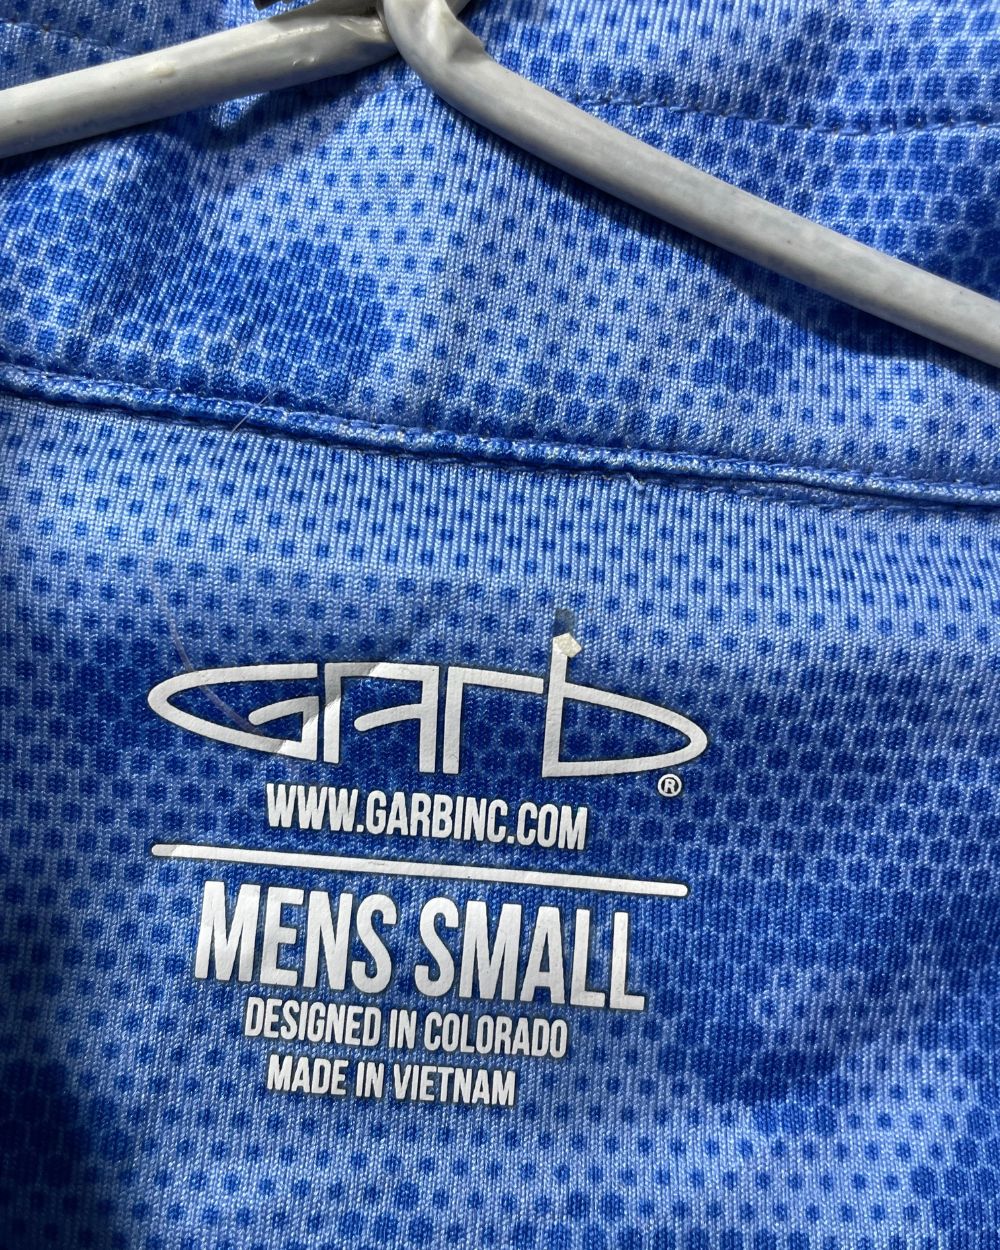 GARb®
WWW.GARBINC.COM
MENS SMALL
DESIGNED IN COLORADO
MADE IN VIETNAM